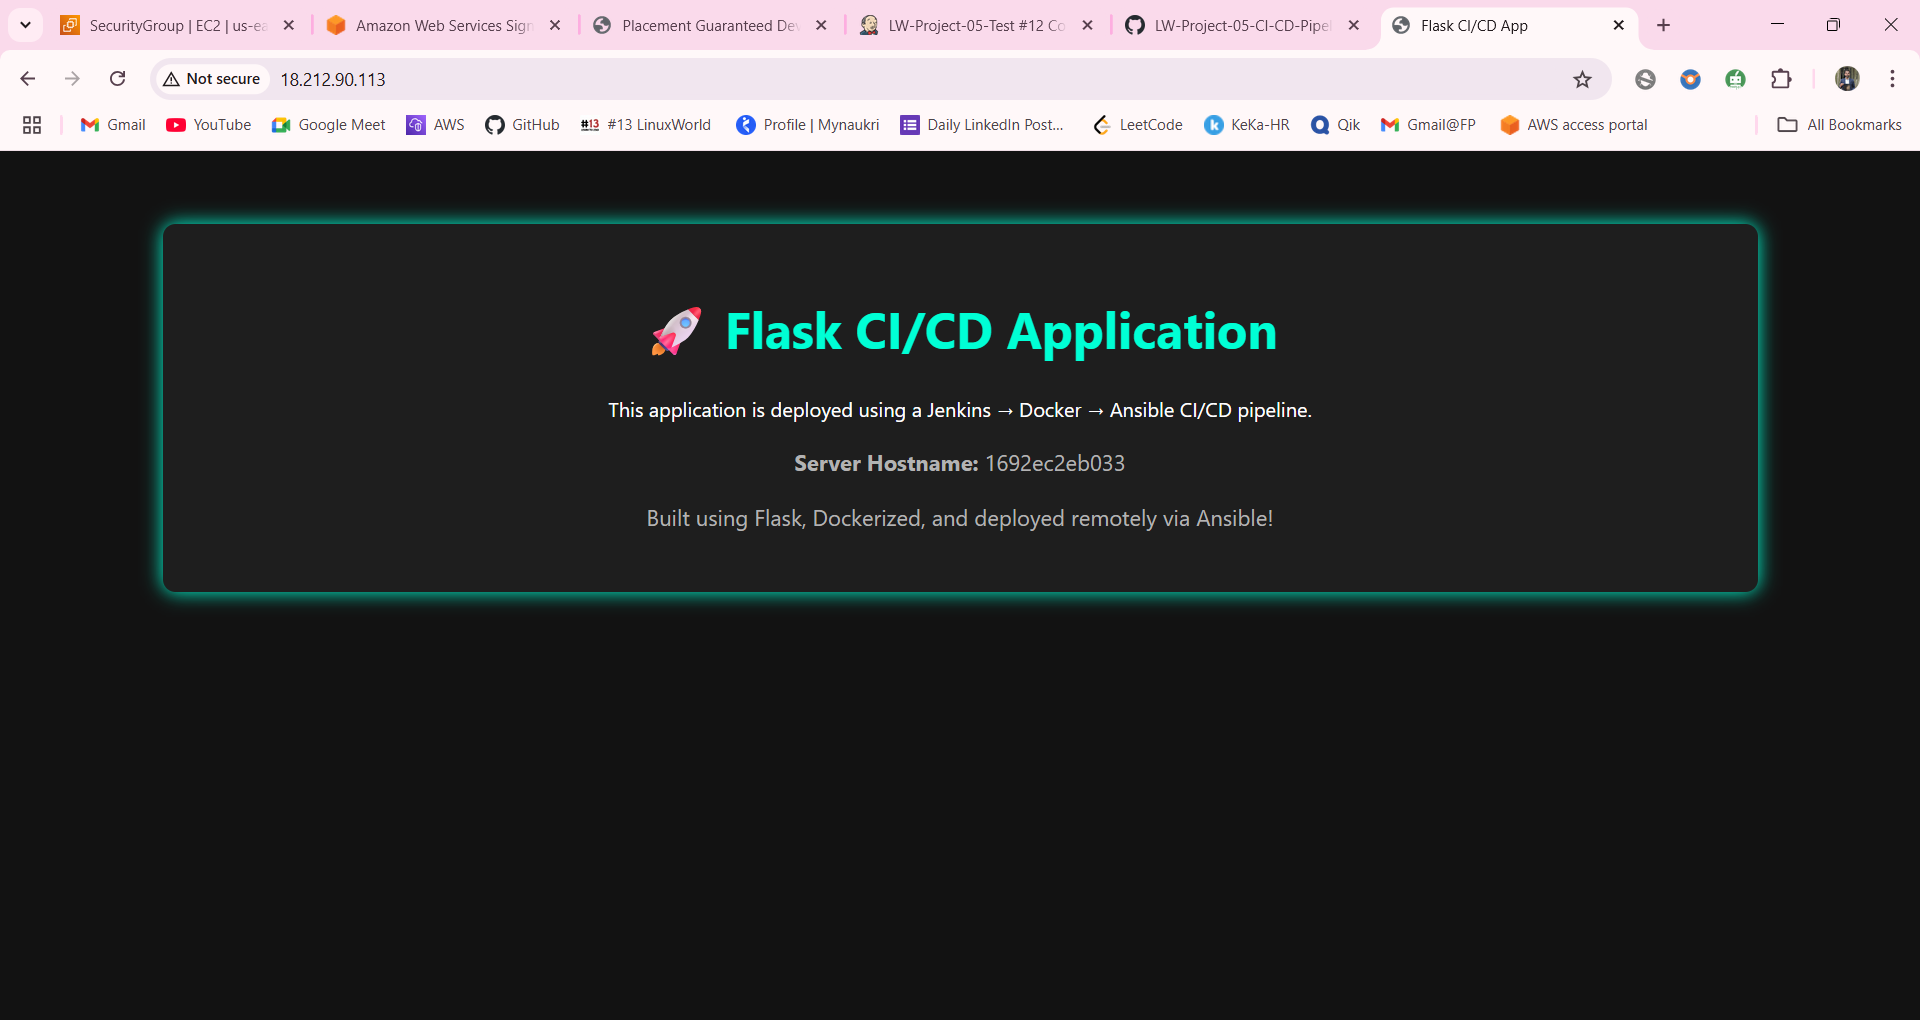 SecurityGroup | EC2 | us-ea
Amazon Web Services Sign
Placement Guaranteed Dev
LW-Project-05-Test #12 Co
LW-Project-05-CI-CD-Pipel
Flask CI/CD App
Not secure
18.212.90.113
Gmail
YouTube
Google Meet
AWS
GitHub
#13 #13 LinuxWorld
Profile | Mynaukri
Daily LinkedIn Post...
LeetCode
KeKa-HR
Qik
Gmail@FP
AWS access portal
All Bookmarks
🚀 Flask CI/CD Application
This application is deployed using a Jenkins → Docker → Ansible CI/CD pipeline.
Server Hostname: 1692ec2eb033
Built using Flask, Dockerized, and deployed remotely via Ansible!